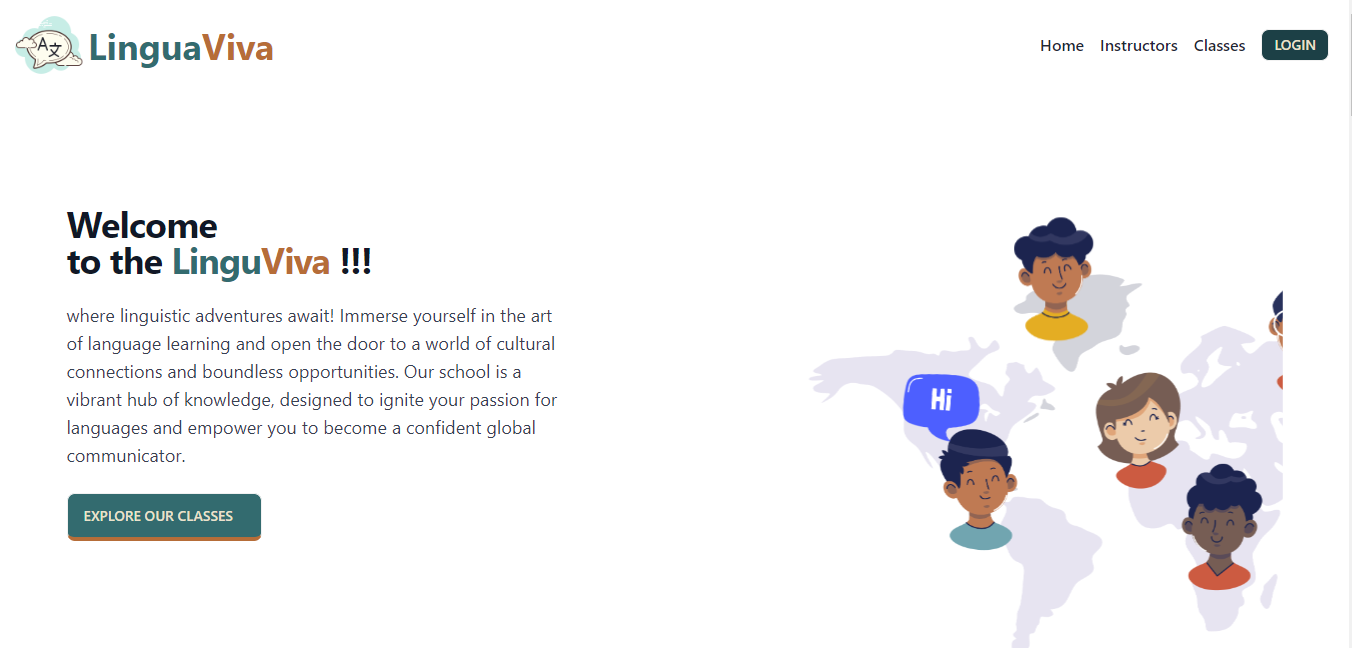 A文
LinguaViva
Home Instructors Classes LOGIN
Welcome
to the LinguViva !!!
where linguistic adventures await! Immerse yourself in the art
of language learning and open the door to a world of cultural
connections and boundless opportunities. Our school is a
vibrant hub of knowledge, designed to ignite your passion for
languages and empower you to become a confident global
communicator.
EXPLORE OUR CLASSES
Hi